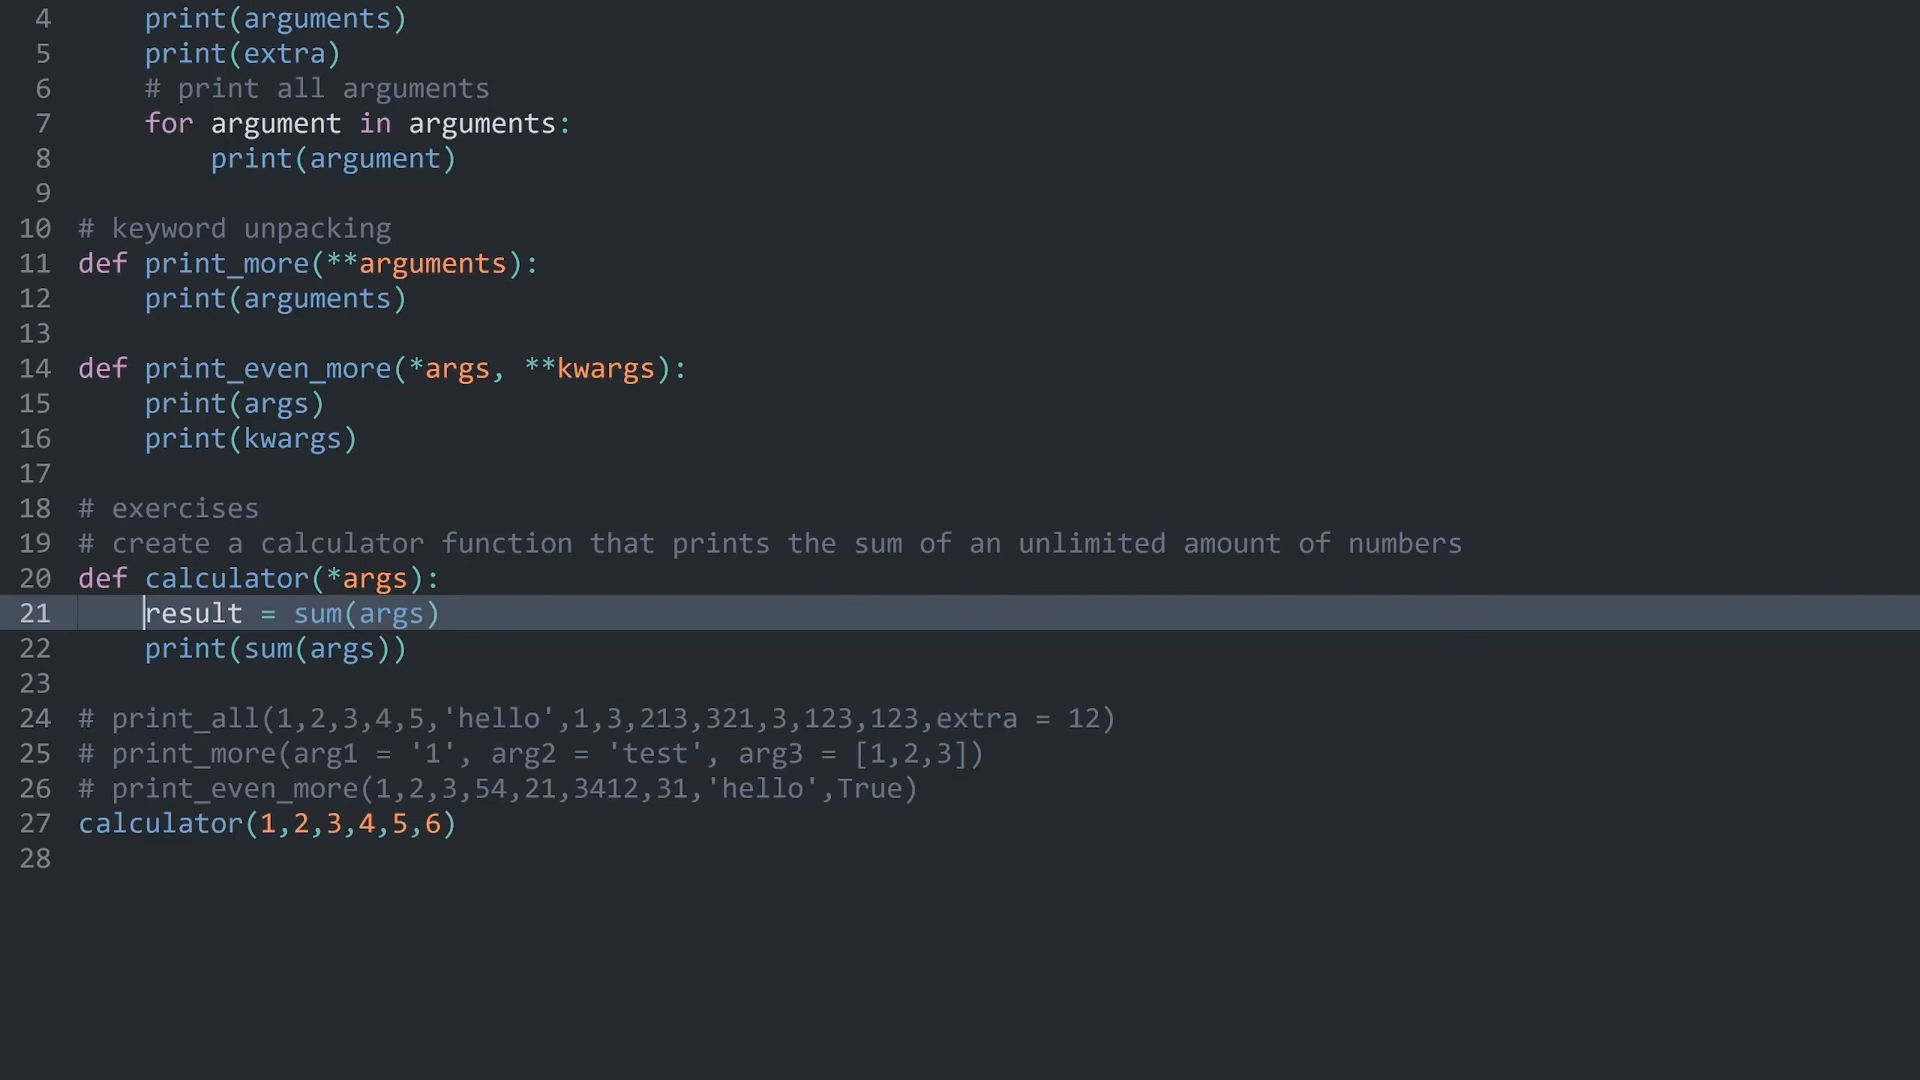 4 print(arguments)
5 print(extra)
6 # print all arguments
7 for argument in arguments:
8 print(argument)
9
10 # keyword unpacking
11 def print_more(**arguments):
12 print(arguments)
13
14 def print_even_more(*args, **kwargs):
15 print(args)
16 print(kwargs)
17
18 # exercises
19 # create a calculator function that prints the sum of an unlimited amount of numbers
20 def calculator(*args):
21 result = sum(args)
22 print(sum(args))
23
24 # print_all(1,2,3,4,5,'hello',1,3,213,321,3,123,123,extra = 12)
25 # print_more(arg1 = '1', arg2 = 'test', arg3 = [1,2,3])
26 # print_even_more(1,2,3,54,21,3412,31,'hello',True)
27 calculator(1,2,3,4,5,6)
28